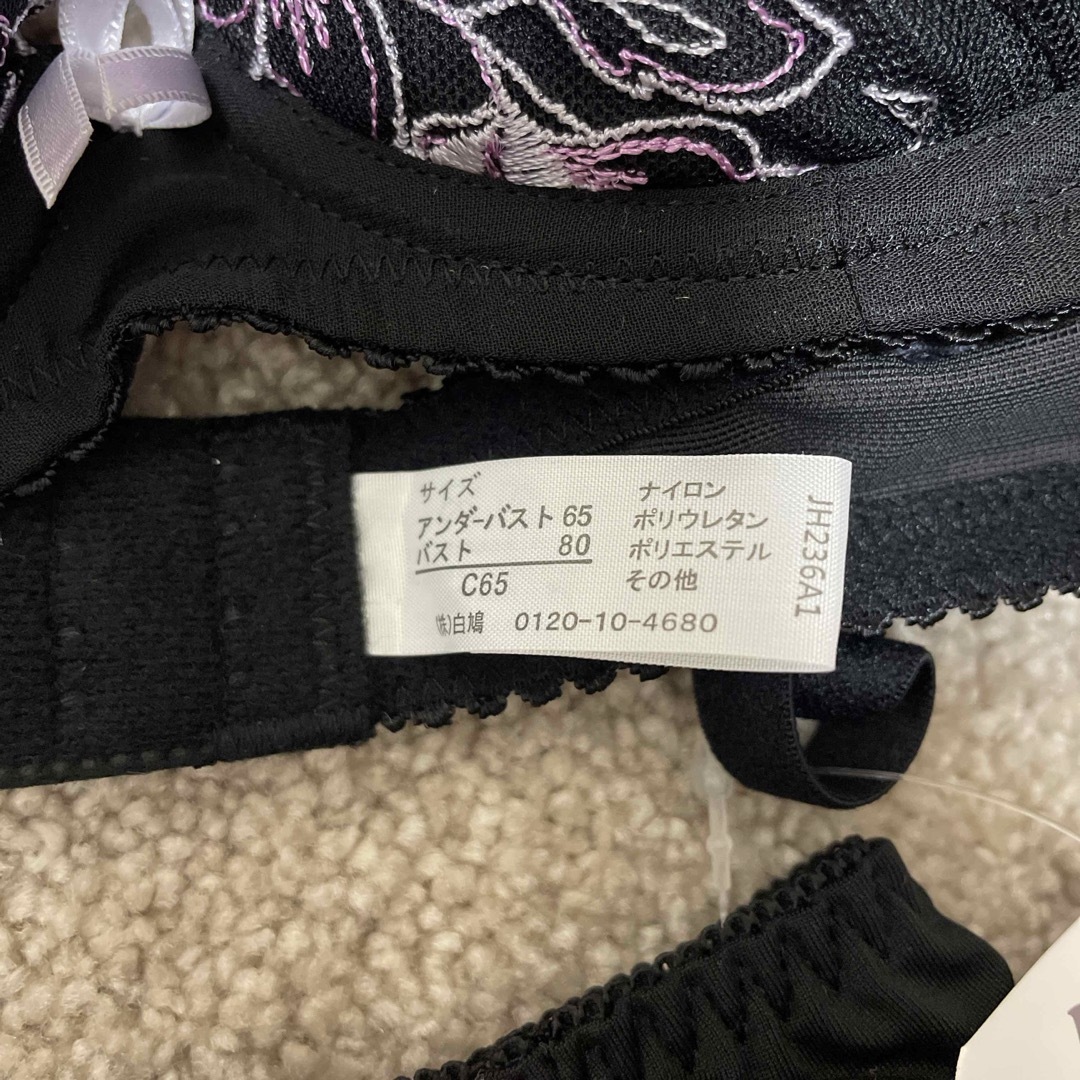 サイズ
アンダーバスト 65
バスト 80
C65
ナイロン
ポリウレタン
ポリエステル
その他
(株)白鳩 0120-10-4680
JH236A1